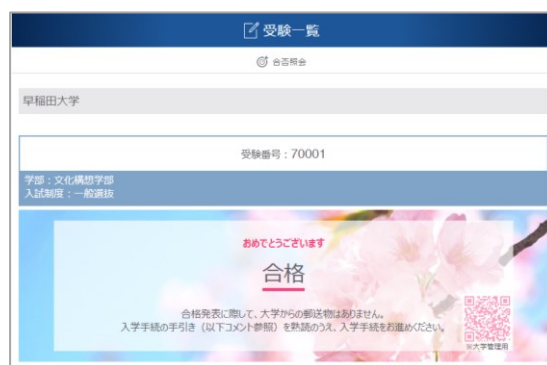 受験一覧
合否照会
早稲田大学
受験番号：70001
学部：文化構想学部
入試制度：一般選抜
おめでとうございます
合格
合格発表に際して、大学からの郵送物はありません。
入学手続の手引き（以下コメント参照）を熟読のうえ、入学手続をお進めください。
※大学管理用